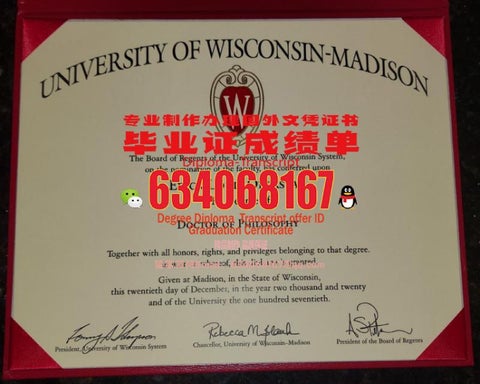 UNIVERSITY OF WISCONSIN-MADISON
W
专业制作办理国外文凭证书
毕业证成绩单
The Board of Regents of the University of Wisconsin System,
on the nomination of the faculty, has conferred upon
Diploma-Transcript
634168167
Degree Diploma Transcript offer ID
DOCTOR OF PHILOSOPHY
Graduation Certificate
Together with all honors, rights, and privileges belonging to that degree.
Given at Madison, in the State of Wisconsin,
this twentieth day of December, in the year two thousand and twenty
and of the University the one hundred seventieth.
President, University of Wisconsin System
Chancellor, University of Wisconsin-Madison
President of the Board of Regents